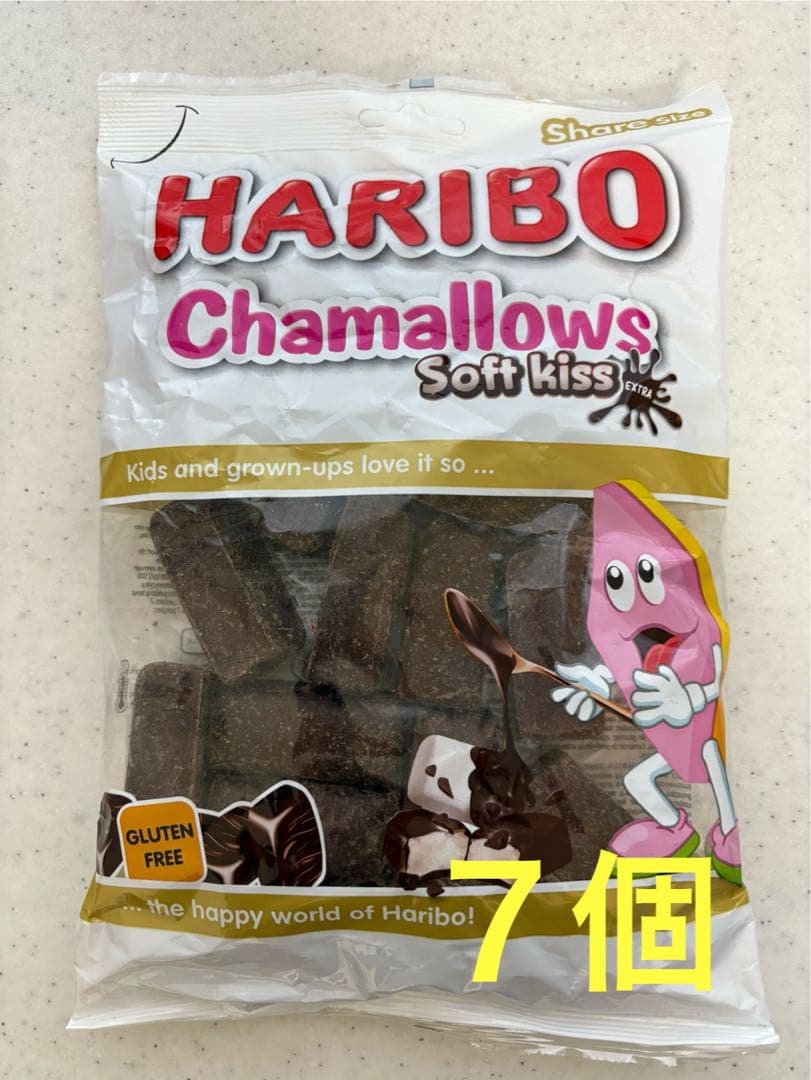 Share size
HARIBO
Chamallows
Soft kiss
EXTRA
Kids and grown-ups love it so ...
GLUTEN
FREE
... the happy world of Haribo!
7個